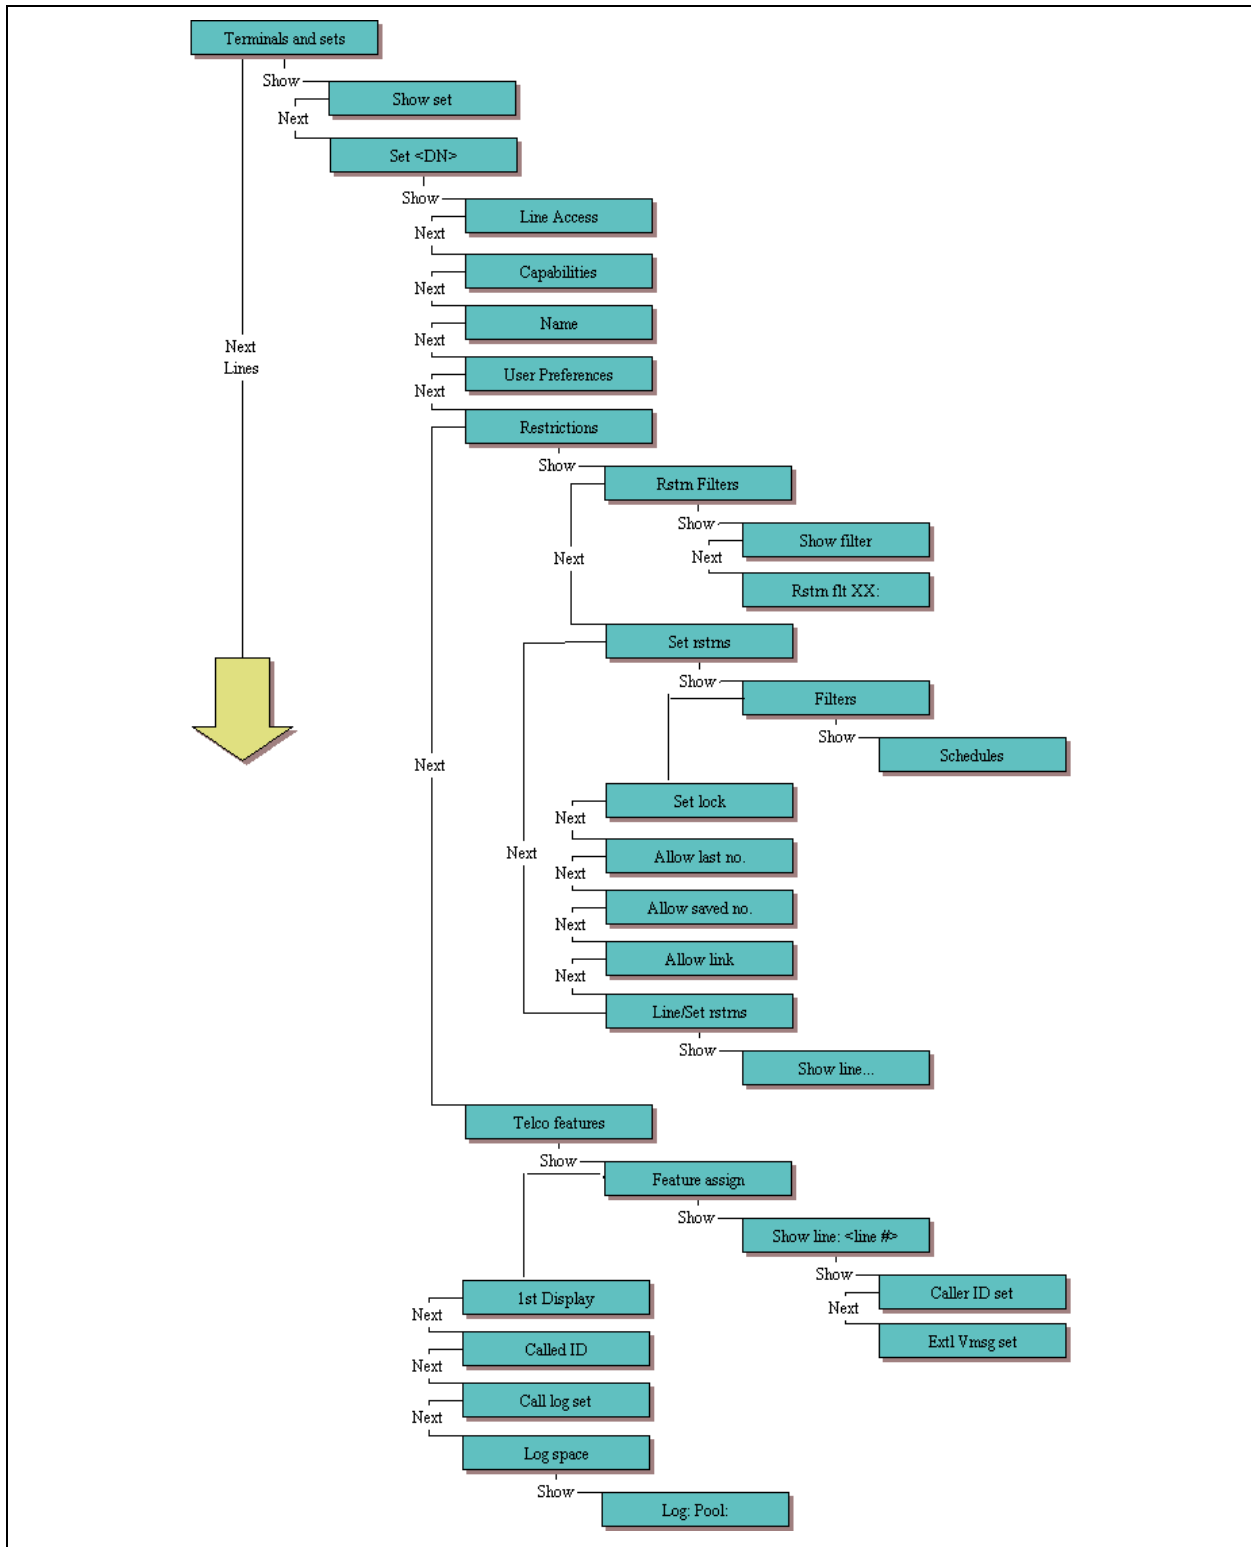 Terminals and sets
Show
Show set
Next
Set <DN>
Show
Line Access
Next
Capabilities
Next
Name
Next
User Preferences
Next
Restrictions
Next
Lines
Show
Rstrn Filters
Show
Show filter
Next
Next
Rstrn flt XX:
Set rstrns
Show
Filters
Show
Schedules
Next
Set lock
Next
Next
Allow last no.
Next
Allow saved no.
Next
Allow link
Next
Line/Set rstrns
Show
Show line...
Telco features
Show
Feature assign
Show
Show line: <line #>
Show
Caller ID set
Next
Extl Vmsg set
1st Display
Next
Called ID
Next
Call log set
Next
Log space
Show
Log: Pool: